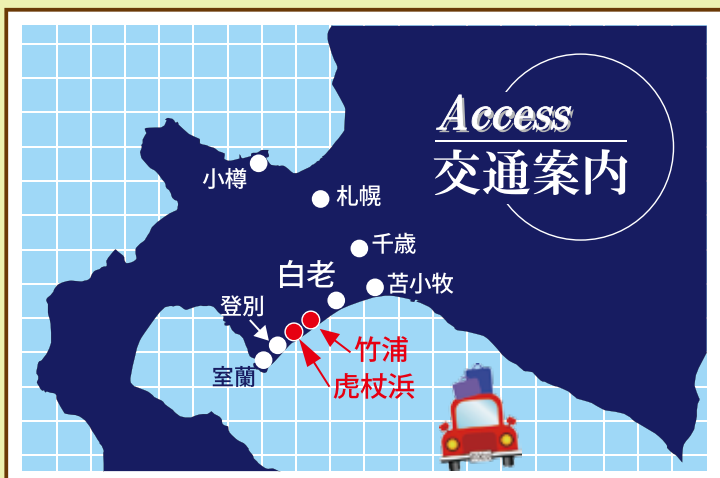 Access
交通案内
小樽
札幌
千歳
白老
苫小牧
登別
竹浦
室蘭
虎杖浜